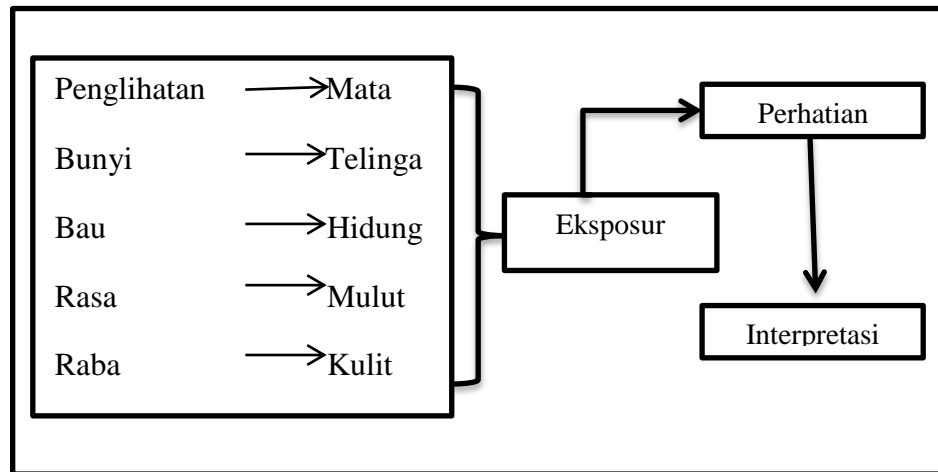 Penglihatan Mata
Bunyi Telinga
Bau Hidung
Rasa Mulut
Raba Kulit
Eksposur
Perhatian
Interpretasi